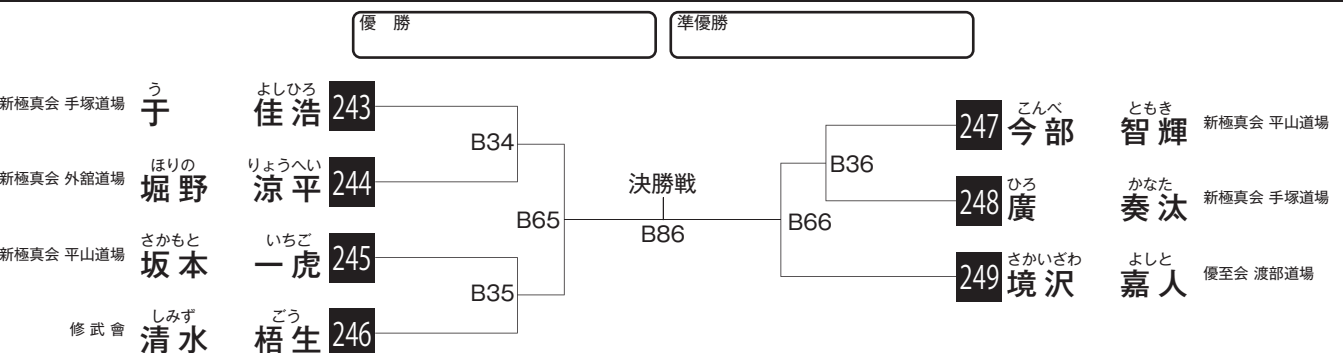 優　勝
準優勝
う　よしひろ
新極真会 手塚道場　于　佳浩　243
ほりの　りょうへい
新極真会 外舘道場　堀野　涼平　244
さかもと　いちご
新極真会 平山道場　坂本　一虎　245
しみず　ごう
修武會　清水　梧生　246
B34
B35
B65
決勝戦
B86
B66
B36
こんべ　ともき
247　今部　智輝　新極真会 平山道場
ひろ　かなた
248　廣　奏汰　新極真会 手塚道場
さかいざわ　よしと
249　境沢　嘉人　優至会 渡部道場